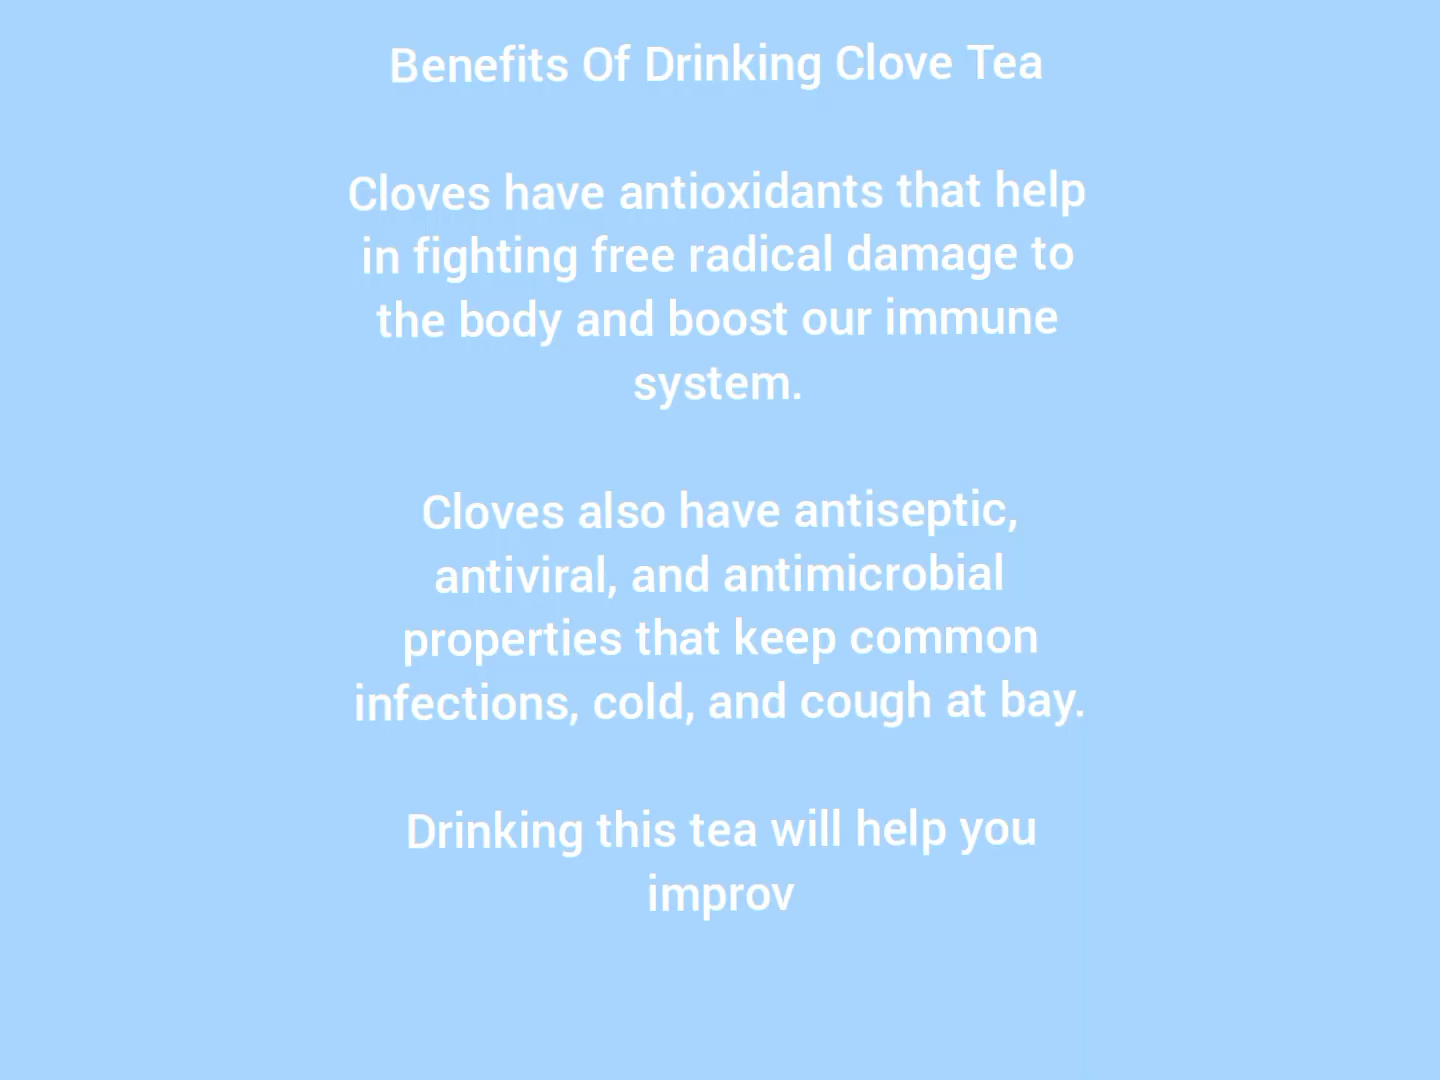 Benefits Of Drinking Clove Tea
Cloves have antioxidants that help
in fighting free radical damage to
the body and boost our immune
system.
Cloves also have antiseptic,
antiviral, and antimicrobial
properties that keep common
infections, cold, and cough at bay.
Drinking this tea will help you
improv